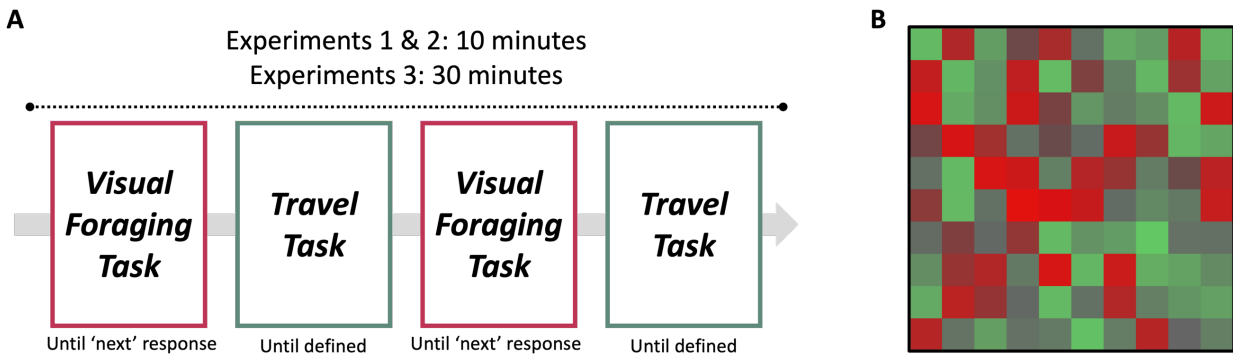 A
Experiments 1 & 2: 10 minutes
Experiments 3: 30 minutes
Visual
Foraging
Task
Until 'next' response
Travel
Task
Until defined
Visual
Foraging
Task
Until 'next' response
Travel
Task
Until defined
B